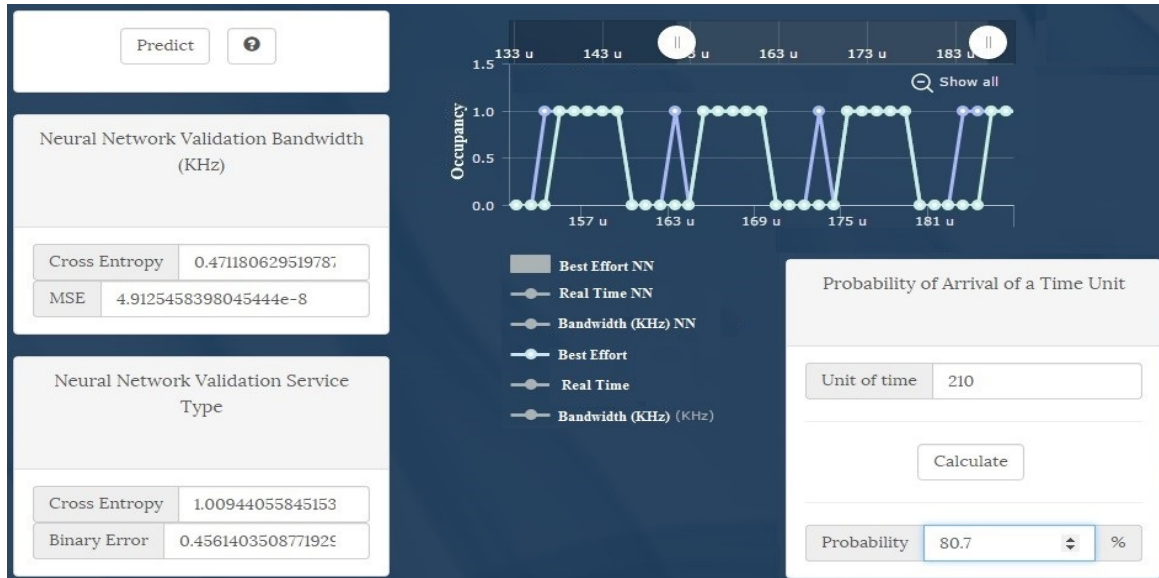 Predict
Neural Network Validation Bandwidth
(KHz)
Cross Entropy 0.471180629519787
MSE 4.9125458398045444e-8
Neural Network Validation Service
Type
Cross Entropy 1.00944055845153
Binary Error 0.4561403508771929
133 u 143 u u 163 u 173 u 183 u
Show all
Occupancy
1.5
1.0
0.5
0.0
157 u 163 u 169 u 175 u 181 u
Best Effort NN
Real Time NN
Bandwidth (KHz) NN
Best Effort
Real Time
Bandwidth (KHz) (KHz)
Probability of Arrival of a Time Unit
Unit of time 210
Calculate
Probability 80.7 %